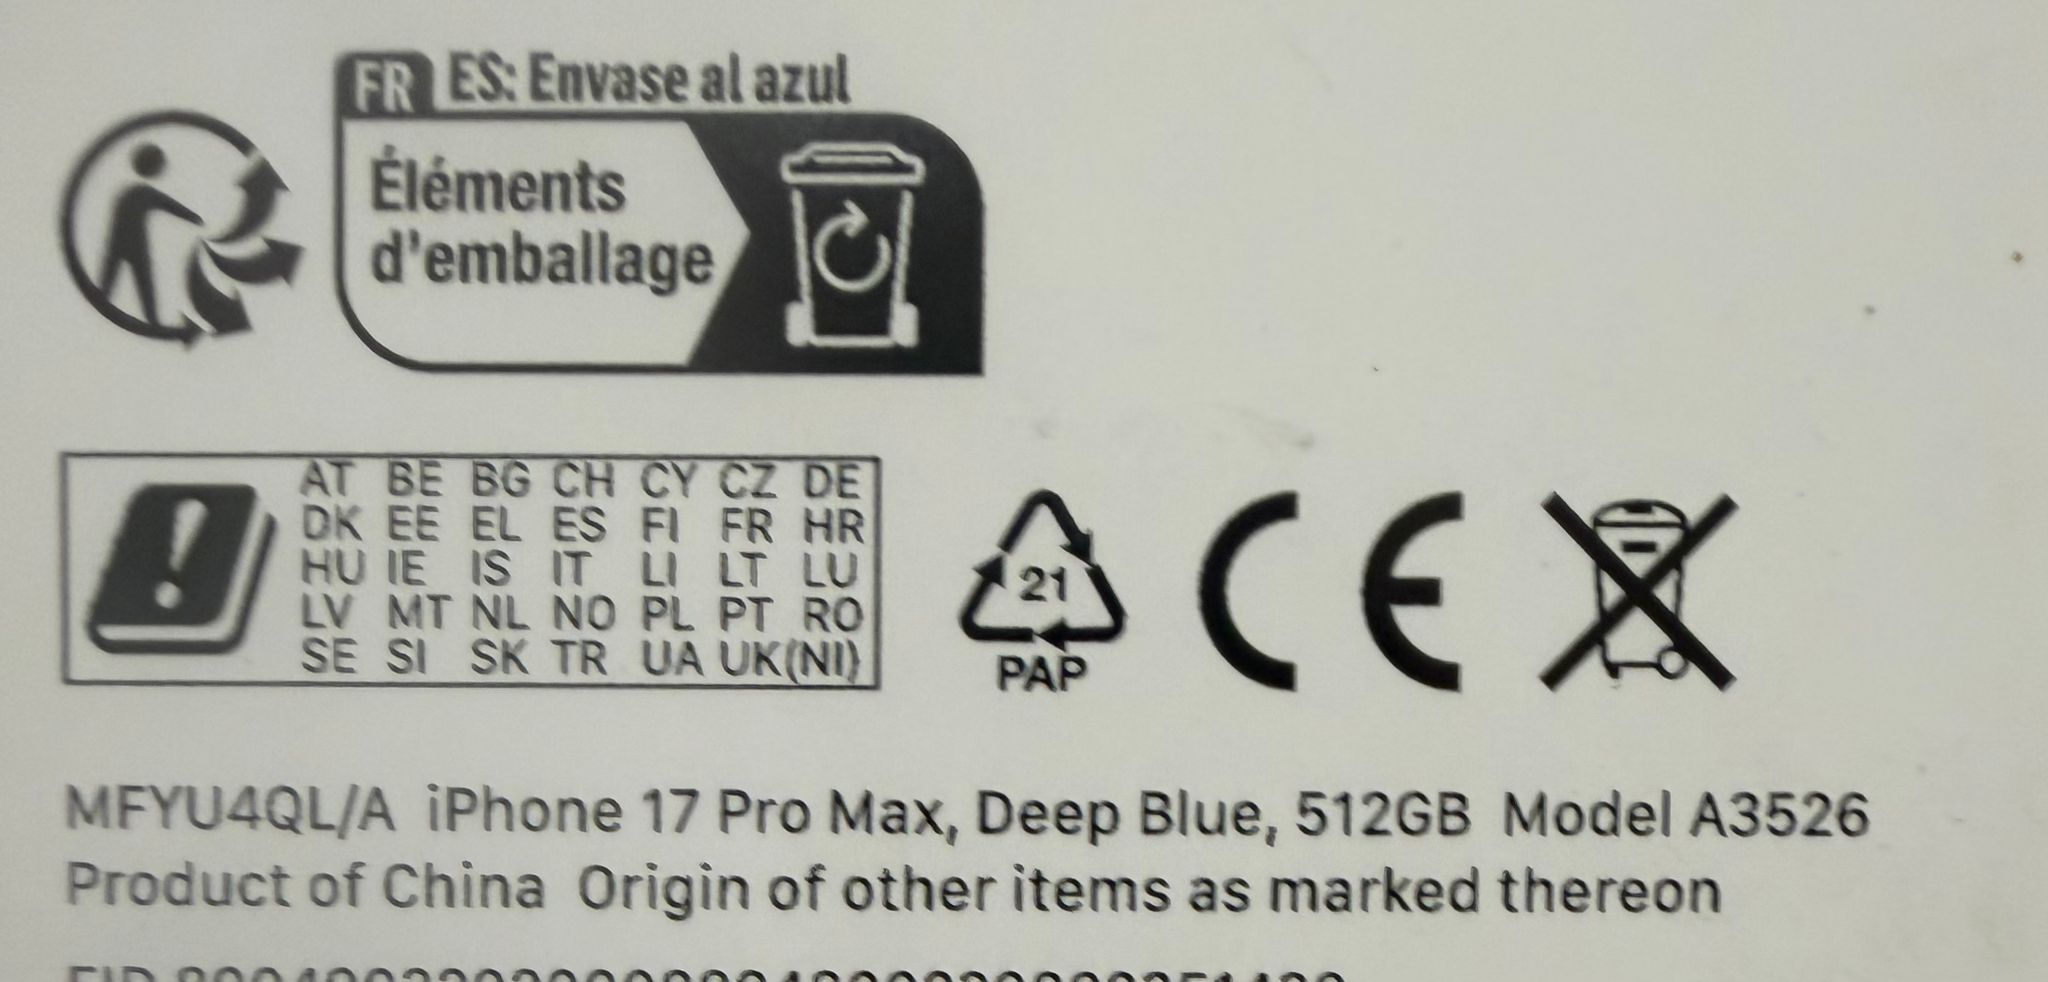 FR ES: Envase al azul
Éléments
d'emballage
AT BE BG CH CY CZ DE
DK EE EL ES FI FR HR
HU IE IS IT LI LT LU
LV MT NL NO PL PT RO
SE SI SK TR UA UK(NI)
21
PAP
CE
MFYU4QL/A iPhone 17 Pro Max, Deep Blue, 512GB Model A3526
Product of China Origin of other items as marked thereon
EID